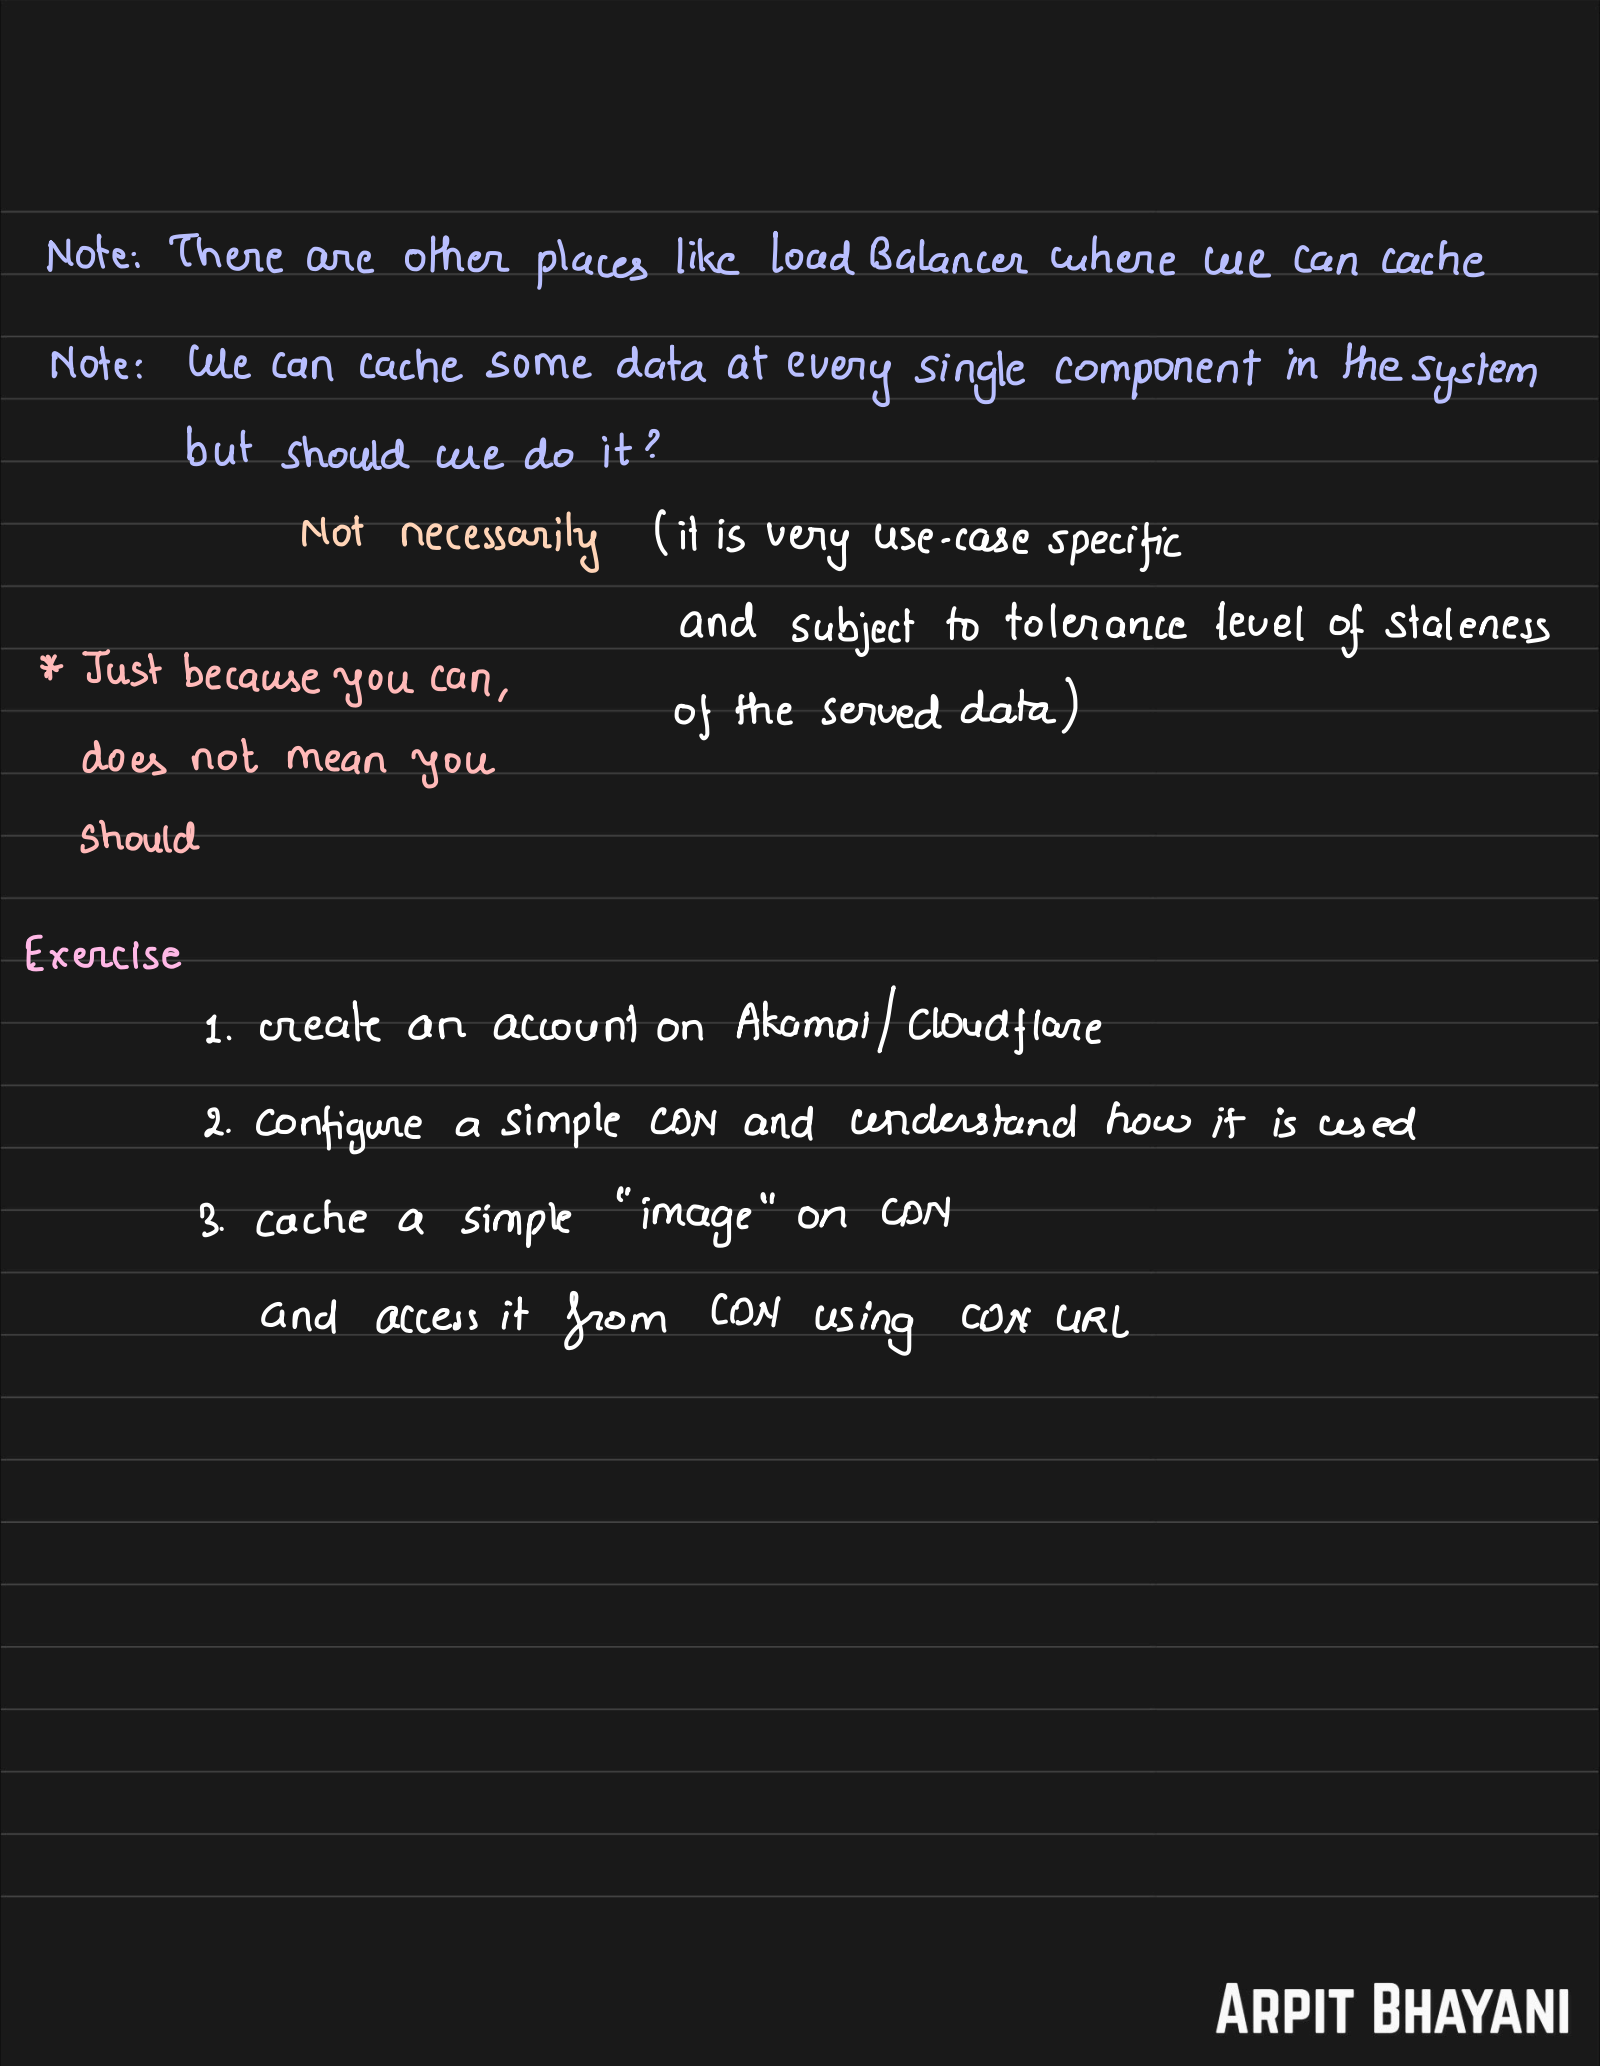 Note: There are other places like load Balancer where we can cache
Note: We can cache some data at every single component in the system
but should we do it?
Not necessarily (it is very use-case specific
and subject to tolerance level of staleness
of the served data)
* Just because you can,
does not mean you
should
Exercise
1. create an account on Akamai/Cloudflare
2. configure a simple CDN and understand how it is used
3. cache a simple "image" on CDN
and access it from CDN using CDN URL
ARPIT BHAYANI